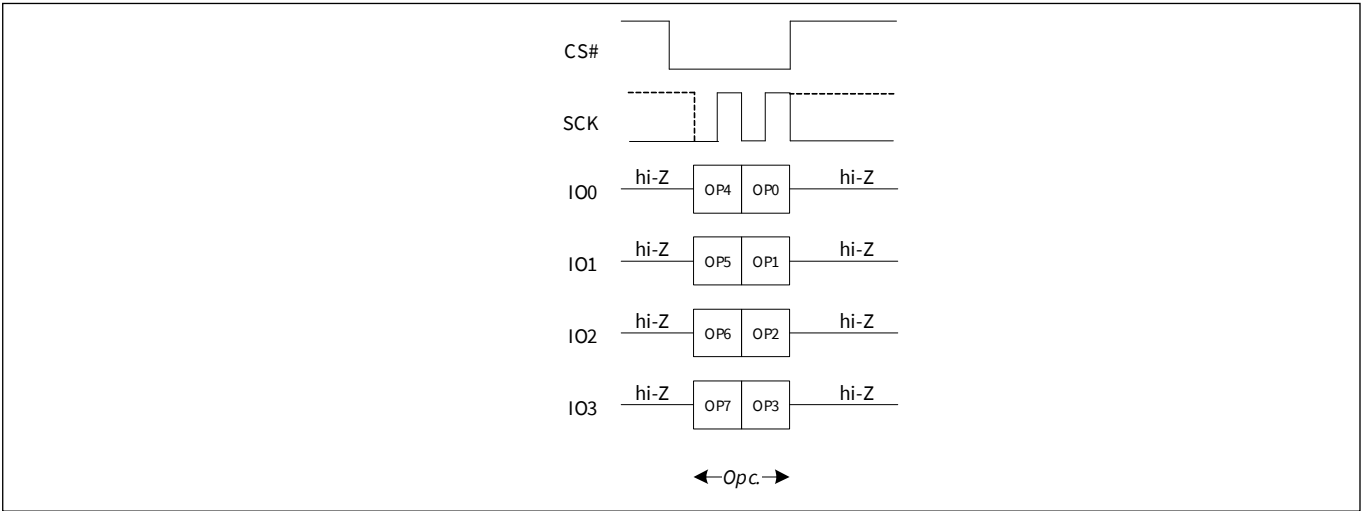 CS#
SCK
IO0 hi-Z OP4 OP0 hi-Z
IO1 hi-Z OP5 OP1 hi-Z
IO2 hi-Z OP6 OP2 hi-Z
IO3 hi-Z OP7 OP3 hi-Z
Opc.